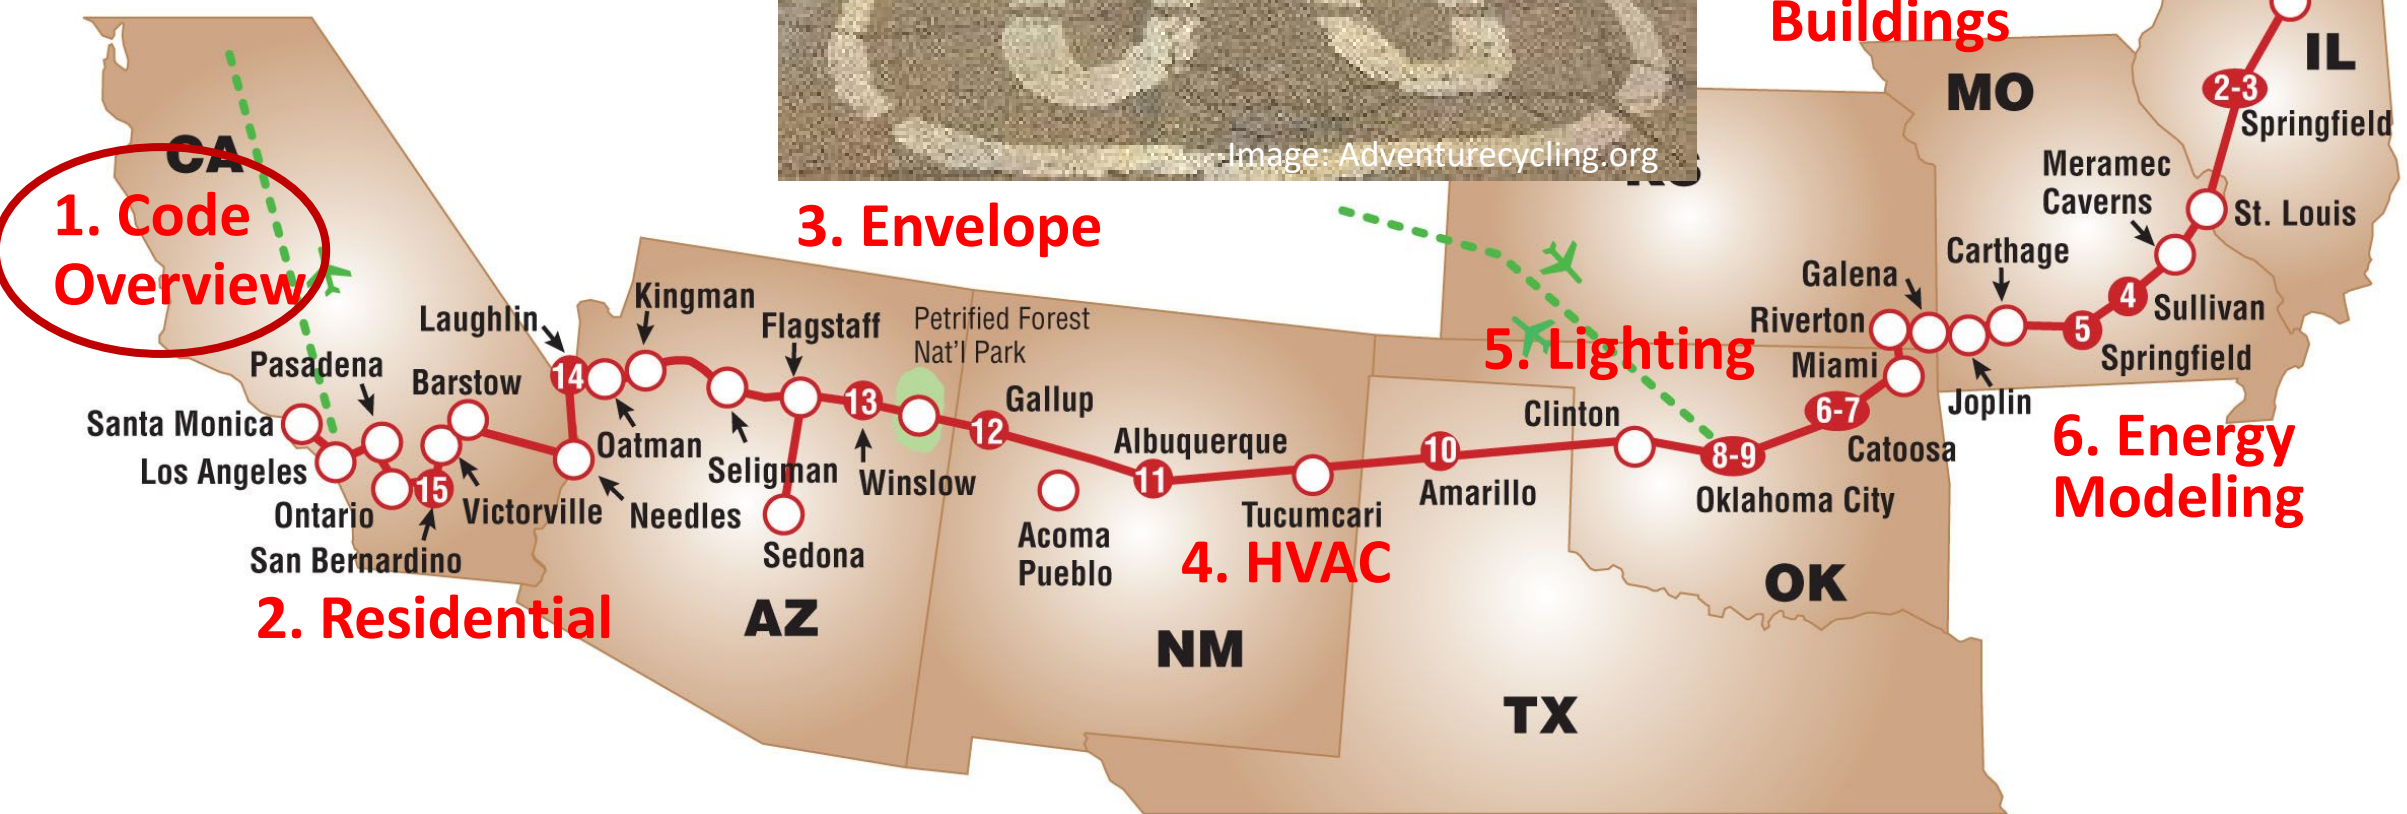 Buildings
IL
MO
2-3
Springfield
CA
Image: Adventurecycling.org
KS
Meramec
Caverns
1. Code
Overview
3. Envelope
St. Louis
Carthage
Galena
Laughlin
Kingman
Flagstaff
Petrified Forest
Nat'l Park
Riverton
4
Sullivan
5
Springfield
5. Lighting
Pasadena
Barstow
14
Miami
Gallup
13
12
Clinton
6-7
Joplin
Santa Monica
Los Angeles
Oatman
Seligman
Winslow
Albuquerque
11
10
8-9
Catoosa
6. Energy
Modeling
15
Ontario
Victorville
Needles
San Bernardino
Sedona
Acoma
Pueblo
Tucumcari
Amarillo
Oklahoma City
4. HVAC
2. Residential
AZ
NM
OK
TX